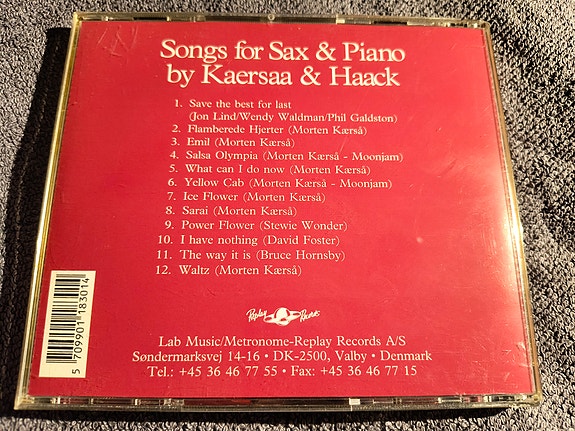 Songs for Sax & Piano
by Kaersaa & Haack
1. Save the best for last
(Jon Lind/Wendy Waldman/Phil Galdston)
2. Flamberede Hjerter (Morten Kærså)
3. Emil (Morten Kærså)
4. Salsa Olympia (Morten Kærså - Moonjam)
5. What can I do now (Morten Kærså)
6. Yellow Cab (Morten Kærså - Moonjam)
7. Ice Flower (Morten Kærså)
8. Sarai (Morten Kærså)
9. Power Flower (Stewie Wonder)
10. I have nothing (David Foster)
11. The way it is (Bruce Hornsby)
12. Waltz (Morten Kærså)
Replay Records
Lab Music/Metronome-Replay Records A/S
Søndermarksvej 14-16 • DK-2500, Valby • Denmark
Tel.: +45 36 46 77 55 • Fax: +45 36 46 77 15
5 709901 183014